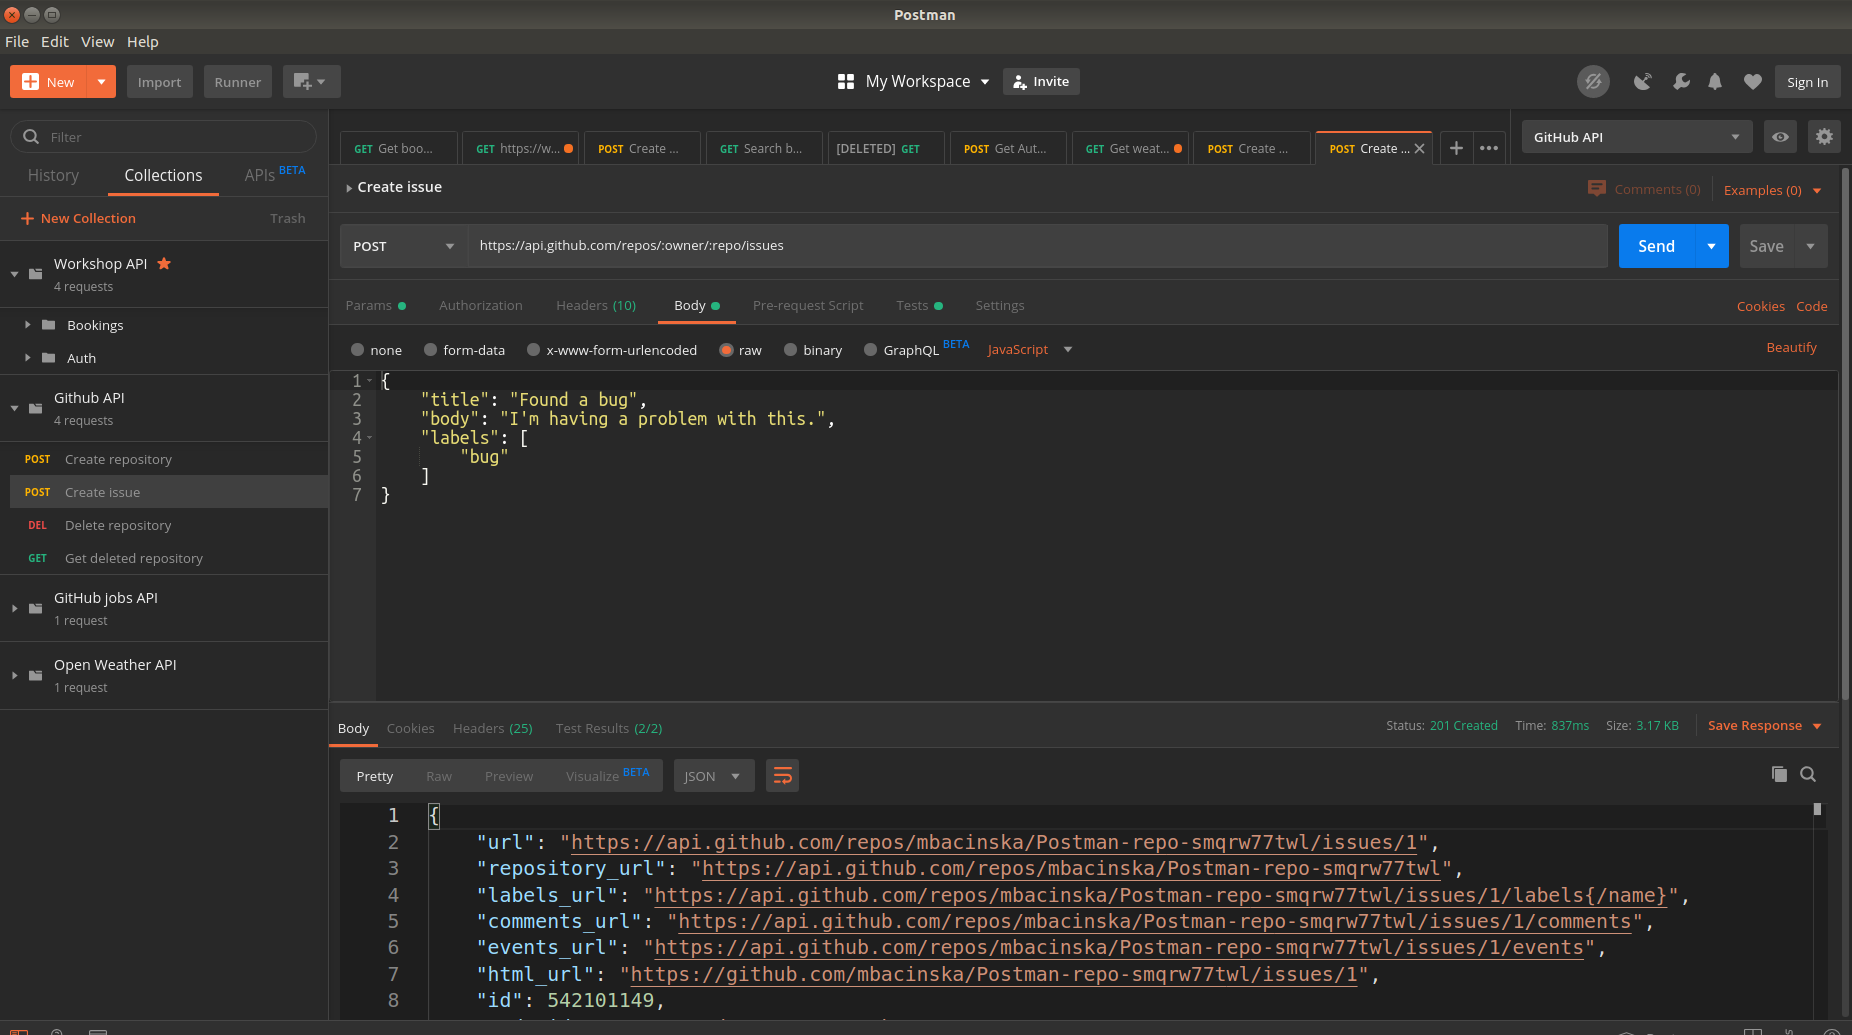 Postman
File Edit View Help
New Import Runner My Workspace Invite Sign In
Filter
History Collections APIs BETA
New Collection Trash
Workshop API
4 requests
Bookings
Auth
Github API
4 requests
POST Create repository
POST Create issue
DEL Delete repository
GET Get deleted repository
GitHub jobs API
1 request
Open Weather API
1 request
GET Get boo... GET https://w... POST Create ... GET Search b... [DELETED] GET POST Get Aut... GET Get weat... POST Create ... POST Create ... GitHub API
Create issue Comments (0) Examples (0)
POST https://api.github.com/repos/:owner/:repo/issues Send Save
Params Authorization Headers (10) Body Pre-request Script Tests Settings Cookies Code
none form-data x-www-form-urlencoded raw binary GraphQL BETA JavaScript Beautify
1 {
2 "title": "Found a bug",
3 "body": "I'm having a problem with this.",
4 "labels": [
5 "bug"
6 ]
7 }
Body Cookies Headers (25) Test Results (2/2) Status: 201 Created Time: 837ms Size: 3.17 KB Save Response
Pretty Raw Preview Visualize BETA JSON
1 {
2 "url": "https://api.github.com/repos/mbacinska/Postman-repo-smqrw77twl/issues/1",
3 "repository_url": "https://api.github.com/repos/mbacinska/Postman-repo-smqrw77twl",
4 "labels_url": "https://api.github.com/repos/mbacinska/Postman-repo-smqrw77twl/issues/1/labels{/name}",
5 "comments_url": "https://api.github.com/repos/mbacinska/Postman-repo-smqrw77twl/issues/1/comments",
6 "events_url": "https://api.github.com/repos/mbacinska/Postman-repo-smqrw77twl/issues/1/events",
7 "html_url": "https://github.com/mbacinska/Postman-repo-smqrw77twl/issues/1",
8 "id": 542101149,